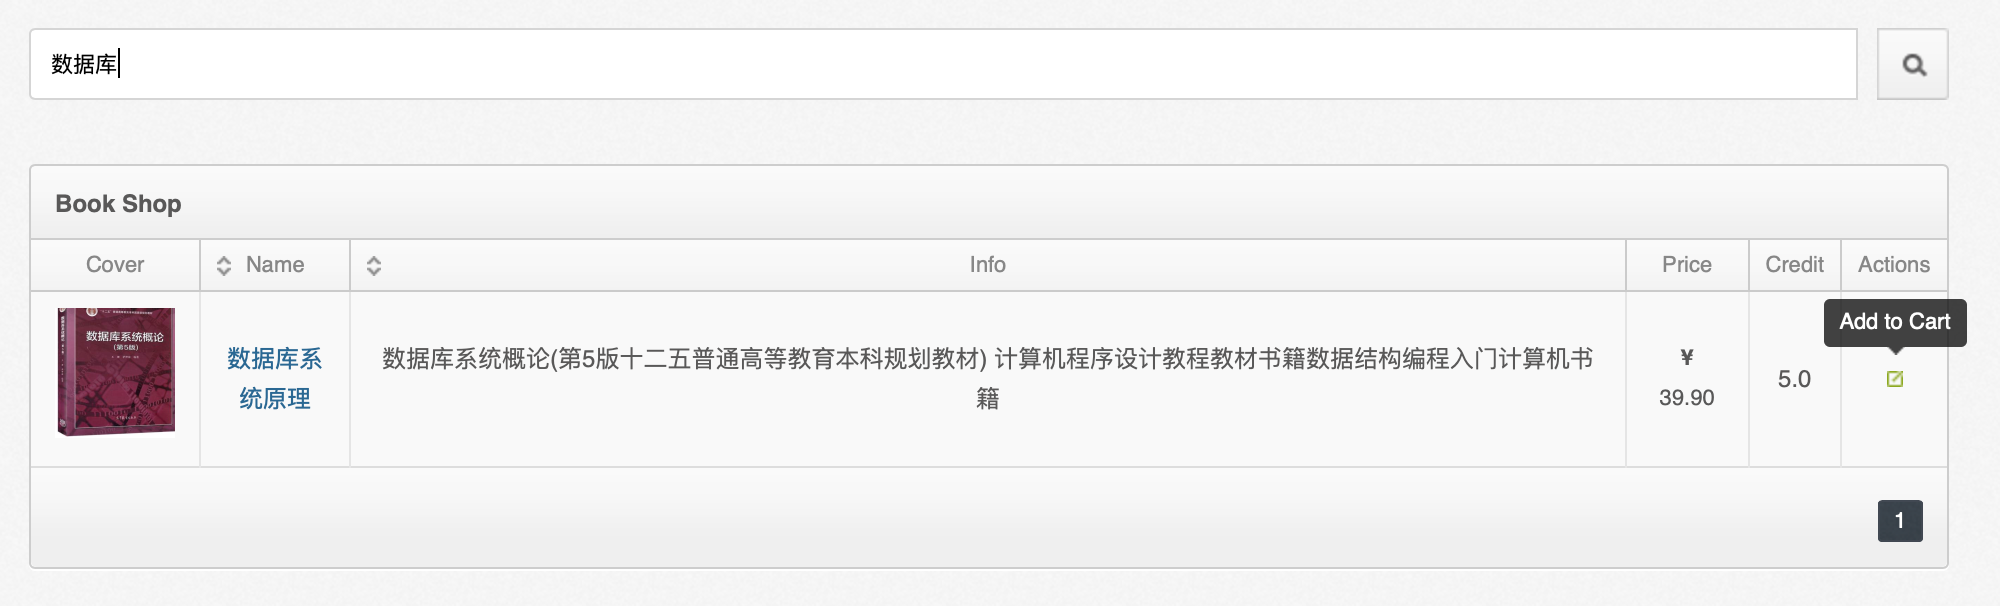 数据库
Book Shop
Cover
Name
Info
Price
Credit
Actions
Add to Cart
数据库系统概论
(第5版)
数据库系
统原理
数据库系统概论(第5版十二五普通高等教育本科规划教材) 计算机程序设计教程教材书籍数据结构编程入门计算机书
籍
¥
39.90
5.0
1